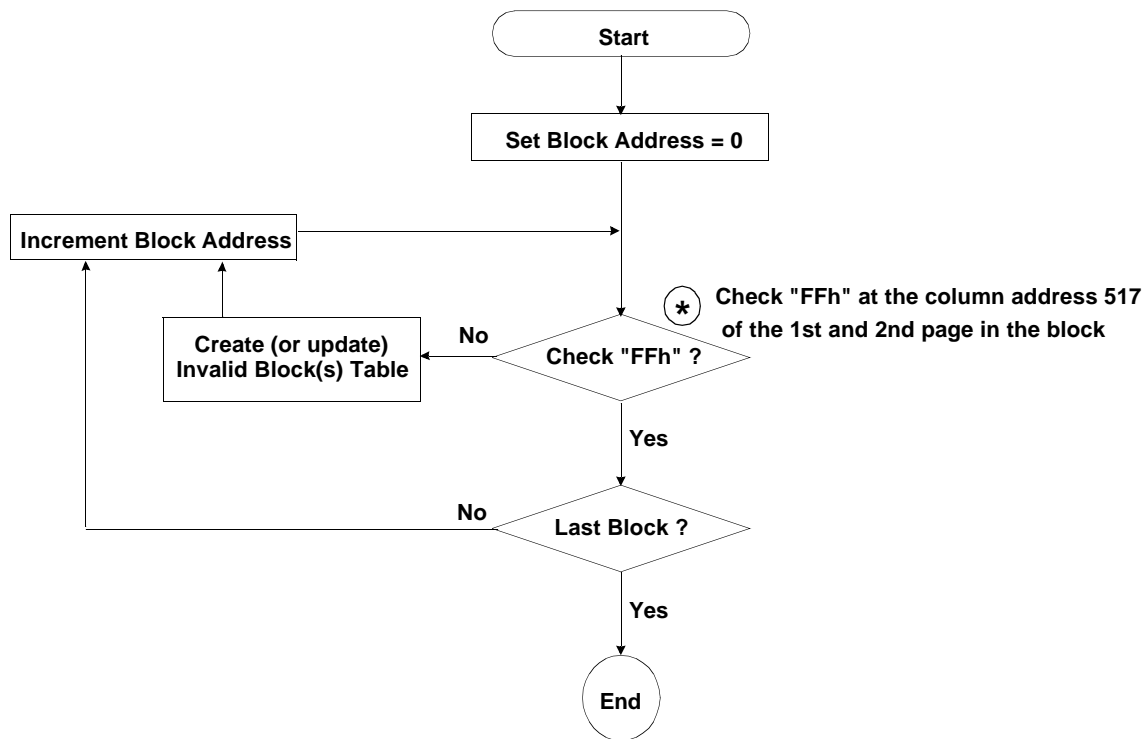 Start
Set Block Address = 0
Increment Block Address
* Check "FFh" at the column address 517
of the 1st and 2nd page in the block
No
Create (or update)
Invalid Block(s) Table
Check "FFh" ?
Yes
No
Last Block ?
Yes
End